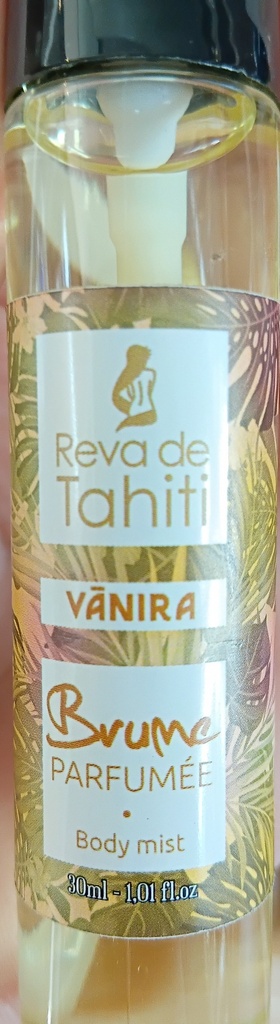 Reva de
Tahiti
VĀNIRA
Brume
PARFUMÉE
Body mist
30ml - 1,01 fl.oz